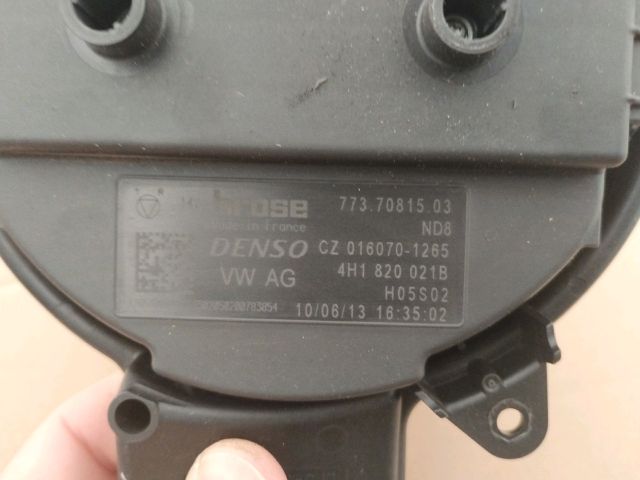 brose 773.70815.03
Made in France ND8
DENSO CZ 016070-1265
VW AG 4H1 820 021B
H05S02
10/06/13 16:35:02